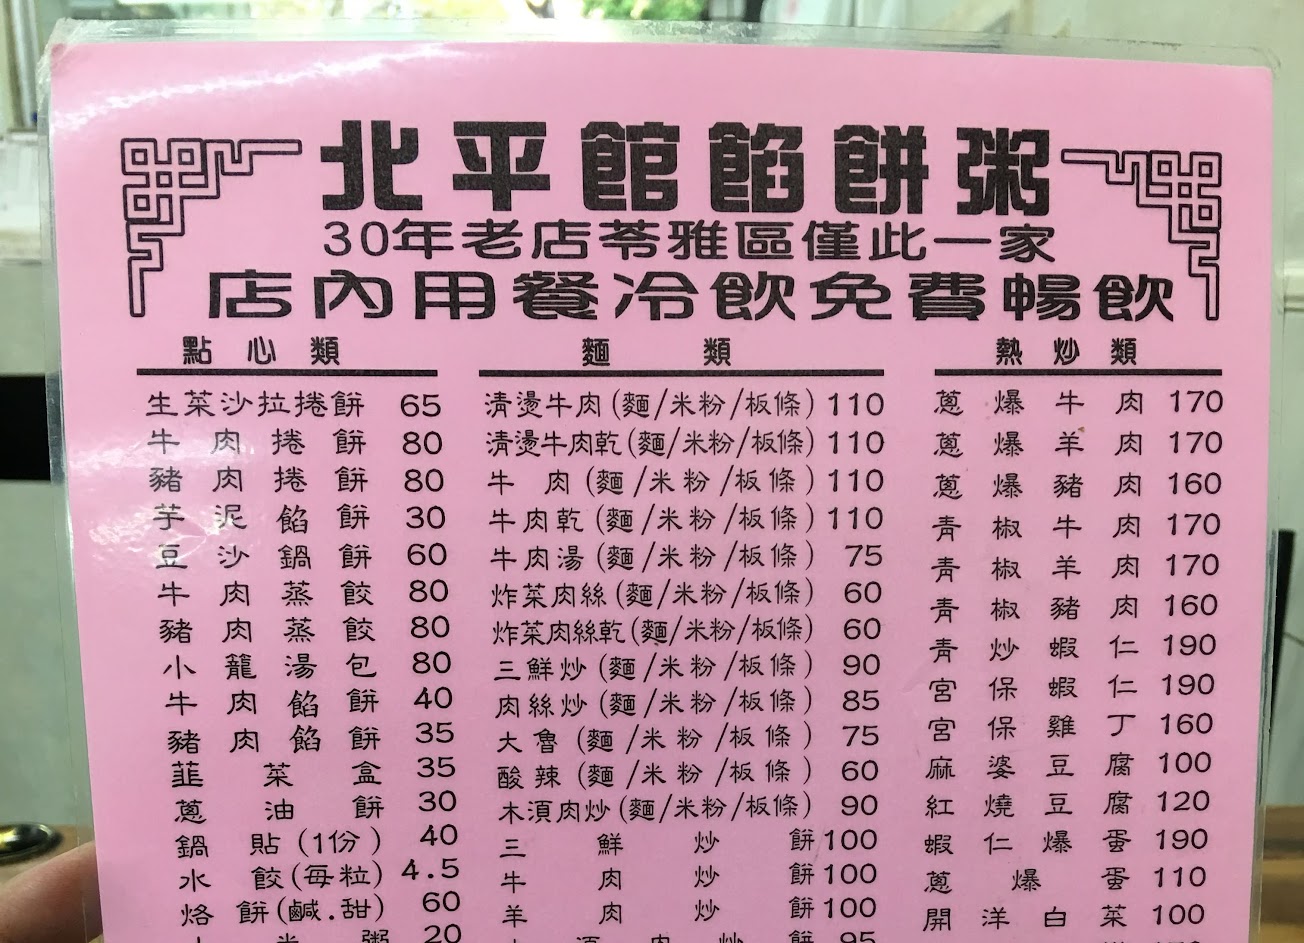 北平館餡餅粥
30年老店苓雅區僅此一家
店內用餐冷飲免費暢飲
點心類
生菜沙拉捲餅 65
牛肉捲餅 80
豬肉捲餅 80
芋泥餡餅 30
豆沙鍋餅 60
牛肉蒸餃 80
豬肉蒸餃 80
小籠湯包 80
牛肉餡餅 40
豬肉餡餅 35
韮菜盒 35
蔥油餅 30
鍋貼(1份) 40
水餃(每粒) 4.5
烙餅(鹹.甜) 60
小米粥 20
麵類
清燙牛肉(麵/米粉/板條) 110
清燙牛肉乾(麵/米粉/板條) 110
牛肉(麵/米粉/板條) 110
牛肉乾(麵/米粉/板條) 110
牛肉湯(麵/米粉/板條) 75
炸菜肉絲(麵/米粉/板條) 60
炸菜肉絲乾(麵/米粉/板條) 60
三鮮炒(麵/米粉/板條) 90
肉絲炒(麵/米粉/板條) 85
大魯(麵/米粉/板條) 75
酸辣(麵/米粉/板條) 60
木湏肉炒(麵/米粉/板條) 90
三鮮炒餅 100
牛肉炒餅 100
羊肉炒餅 100
木湏肉炒餅 95
熱炒類
蔥爆牛肉 170
蔥爆羊肉 170
蔥爆豬肉 160
青椒牛肉 170
青椒羊肉 170
青椒豬肉 160
青炒蝦仁 190
宮保蝦仁 190
宮保雞丁 160
麻婆豆腐 100
紅燒豆腐 120
蝦仁爆蛋 190
蔥爆蛋 110
開洋白菜 100